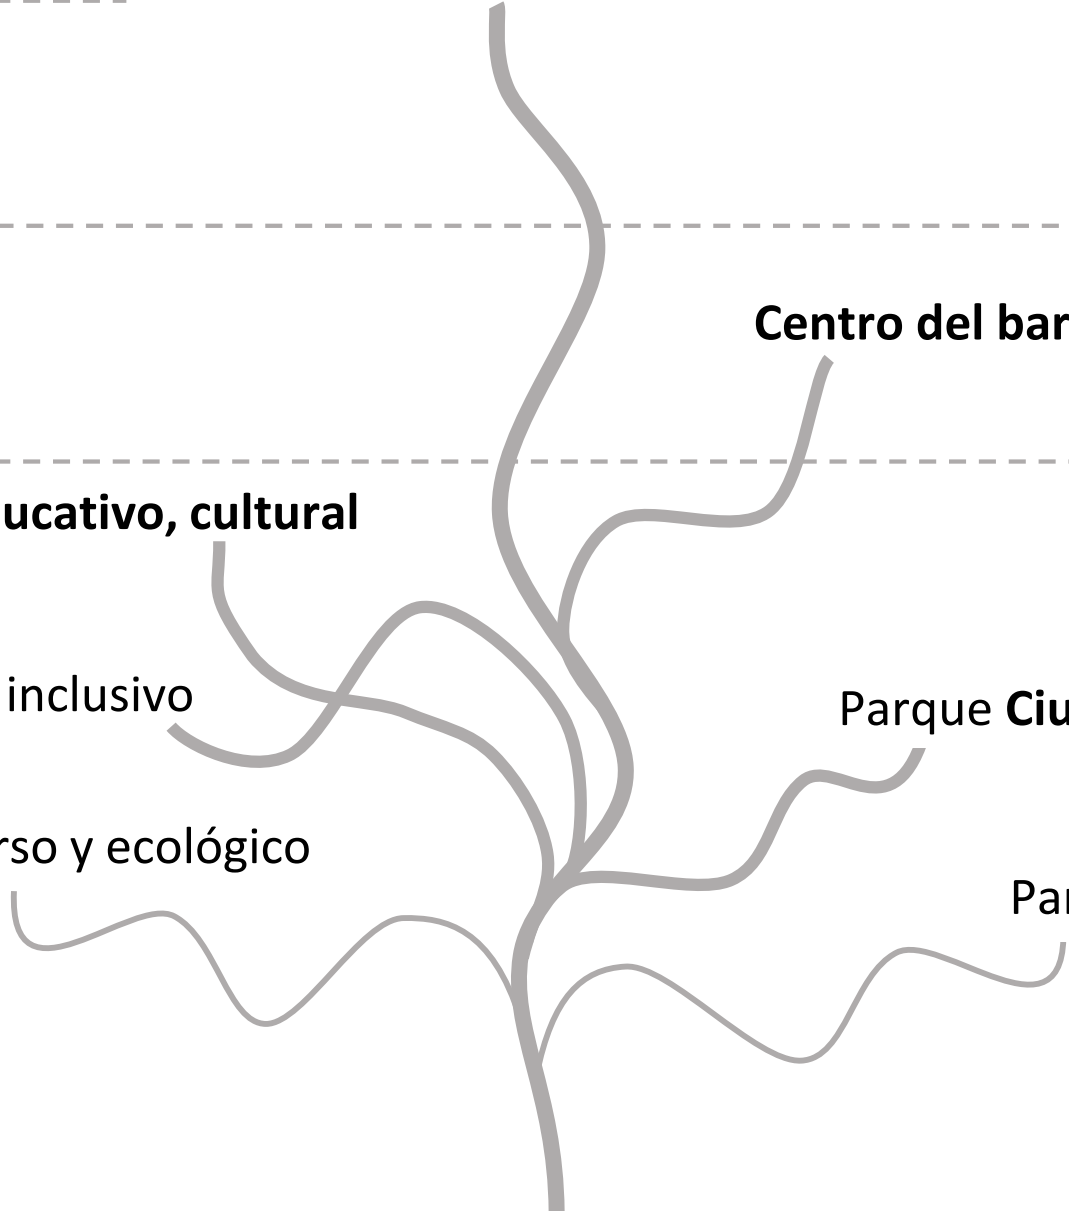 Centro del bar
ucativo, cultural
inclusivo
Parque Ciu
rso y ecológico
Par